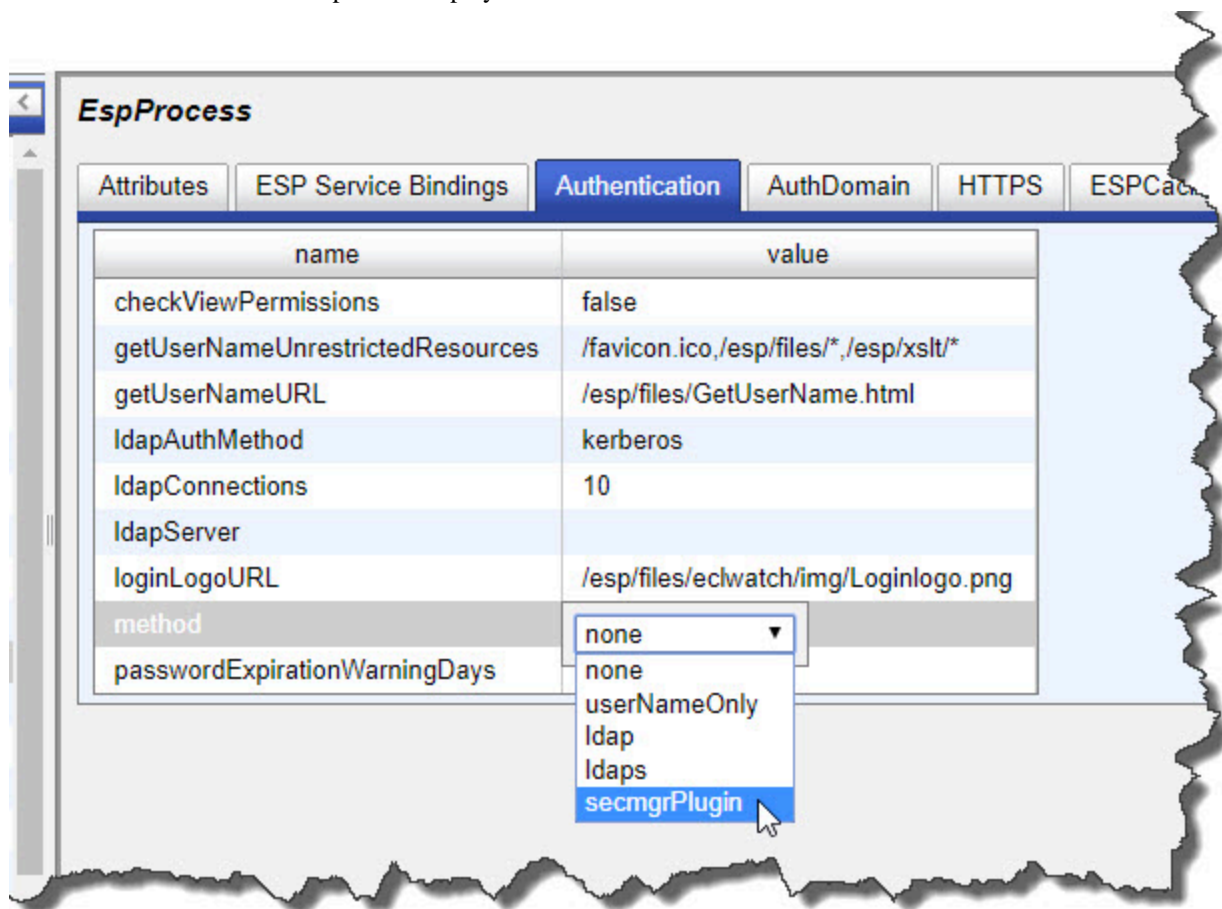 EspProcess
Attributes ESP Service Bindings Authentication AuthDomain HTTPS
name value
checkViewPermissions false
getUserNameUnrestrictedResources /favicon.ico,/esp/files/*,/esp/xslt/*
getUserNameURL /esp/files/GetUserName.html
ldapAuthMethod kerberos
ldapConnections 10
ldapServer
loginLogoURL /esp/files/eclwatch/img/Loginlogo.png
method none
passwordExpirationWarningDays none
userNameOnly
ldap
ldaps
secmgrPlugin